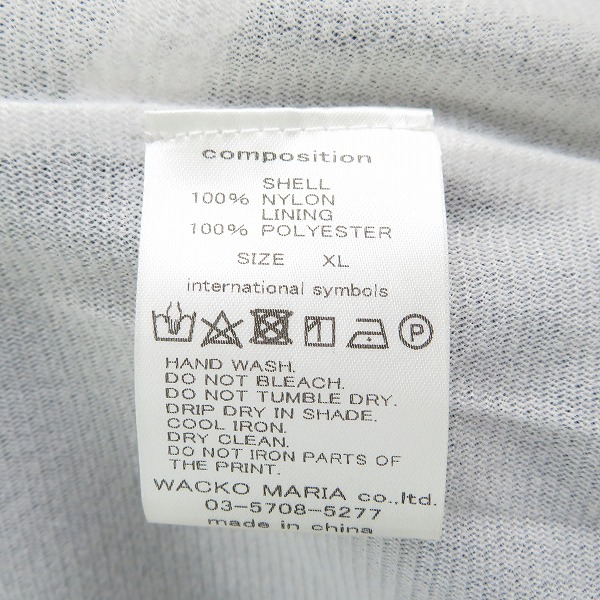 composition
SHELL
100% NYLON
LINING
100% POLYESTER
SIZE XL
international symbols
P
HAND WASH.
DO NOT BLEACH.
DO NOT TUMBLE DRY.
DRIP DRY IN SHADE.
COOL IRON.
DRY CLEAN.
DO NOT IRON PARTS OF
THE PRINT.
WACKO MARIA co.,ltd.
03-5708-5277
made in china